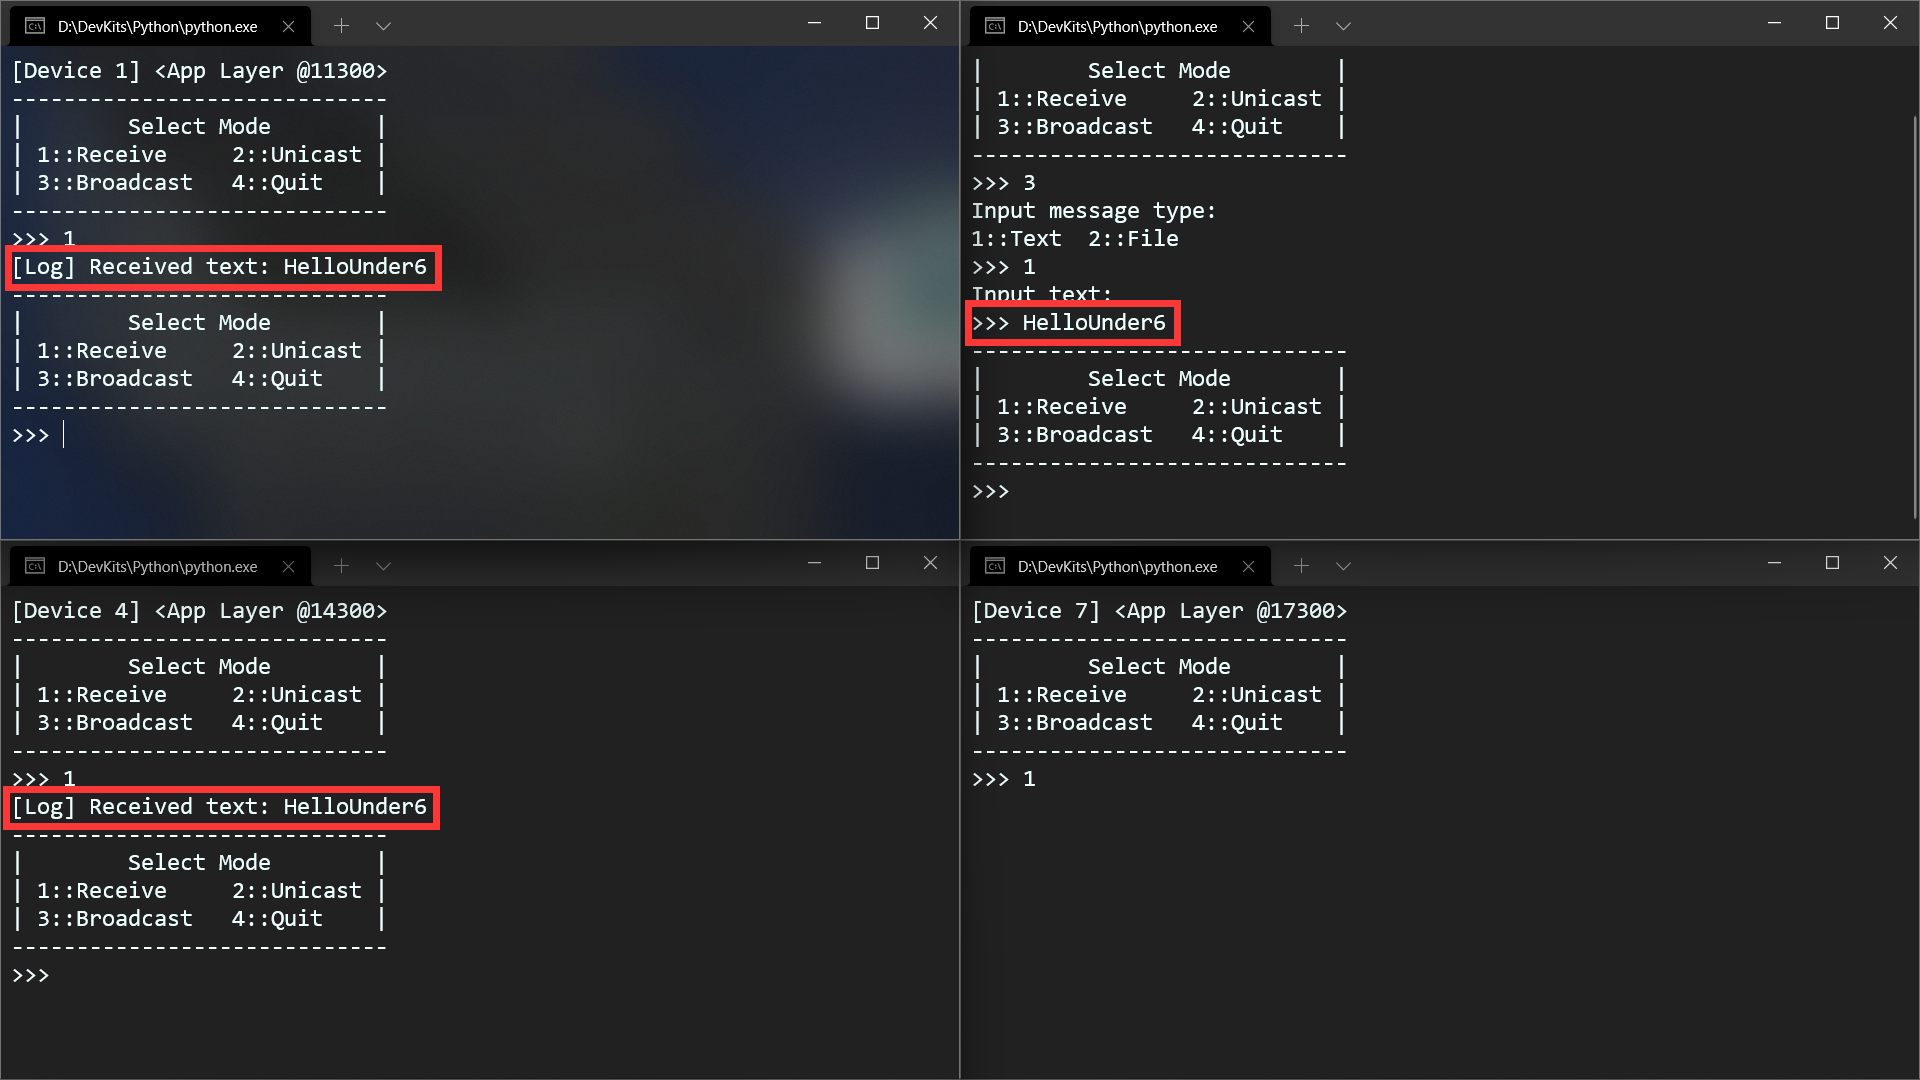 D:\DevKits\Python\python.exe
[Device 1] <App Layer @11300>
-----------------------------
|        Select Mode        |
| 1::Receive     2::Unicast |
| 3::Broadcast   4::Quit    |
-----------------------------
>>> 1
[Log] Received text: HelloUnder6
-----------------------------
|        Select Mode        |
| 1::Receive     2::Unicast |
| 3::Broadcast   4::Quit    |
-----------------------------
>>>
D:\DevKits\Python\python.exe
|        Select Mode        |
| 1::Receive     2::Unicast |
| 3::Broadcast   4::Quit    |
-----------------------------
>>> 3
Input message type:
1::Text  2::File
>>> 1
Input text:
>>> HelloUnder6
-----------------------------
|        Select Mode        |
| 1::Receive     2::Unicast |
| 3::Broadcast   4::Quit    |
-----------------------------
>>>
D:\DevKits\Python\python.exe
[Device 4] <App Layer @14300>
-----------------------------
|        Select Mode        |
| 1::Receive     2::Unicast |
| 3::Broadcast   4::Quit    |
-----------------------------
>>> 1
[Log] Received text: HelloUnder6
-----------------------------
|        Select Mode        |
| 1::Receive     2::Unicast |
| 3::Broadcast   4::Quit    |
-----------------------------
>>>
D:\DevKits\Python\python.exe
[Device 7] <App Layer @17300>
-----------------------------
|        Select Mode        |
| 1::Receive     2::Unicast |
| 3::Broadcast   4::Quit    |
-----------------------------
>>> 1